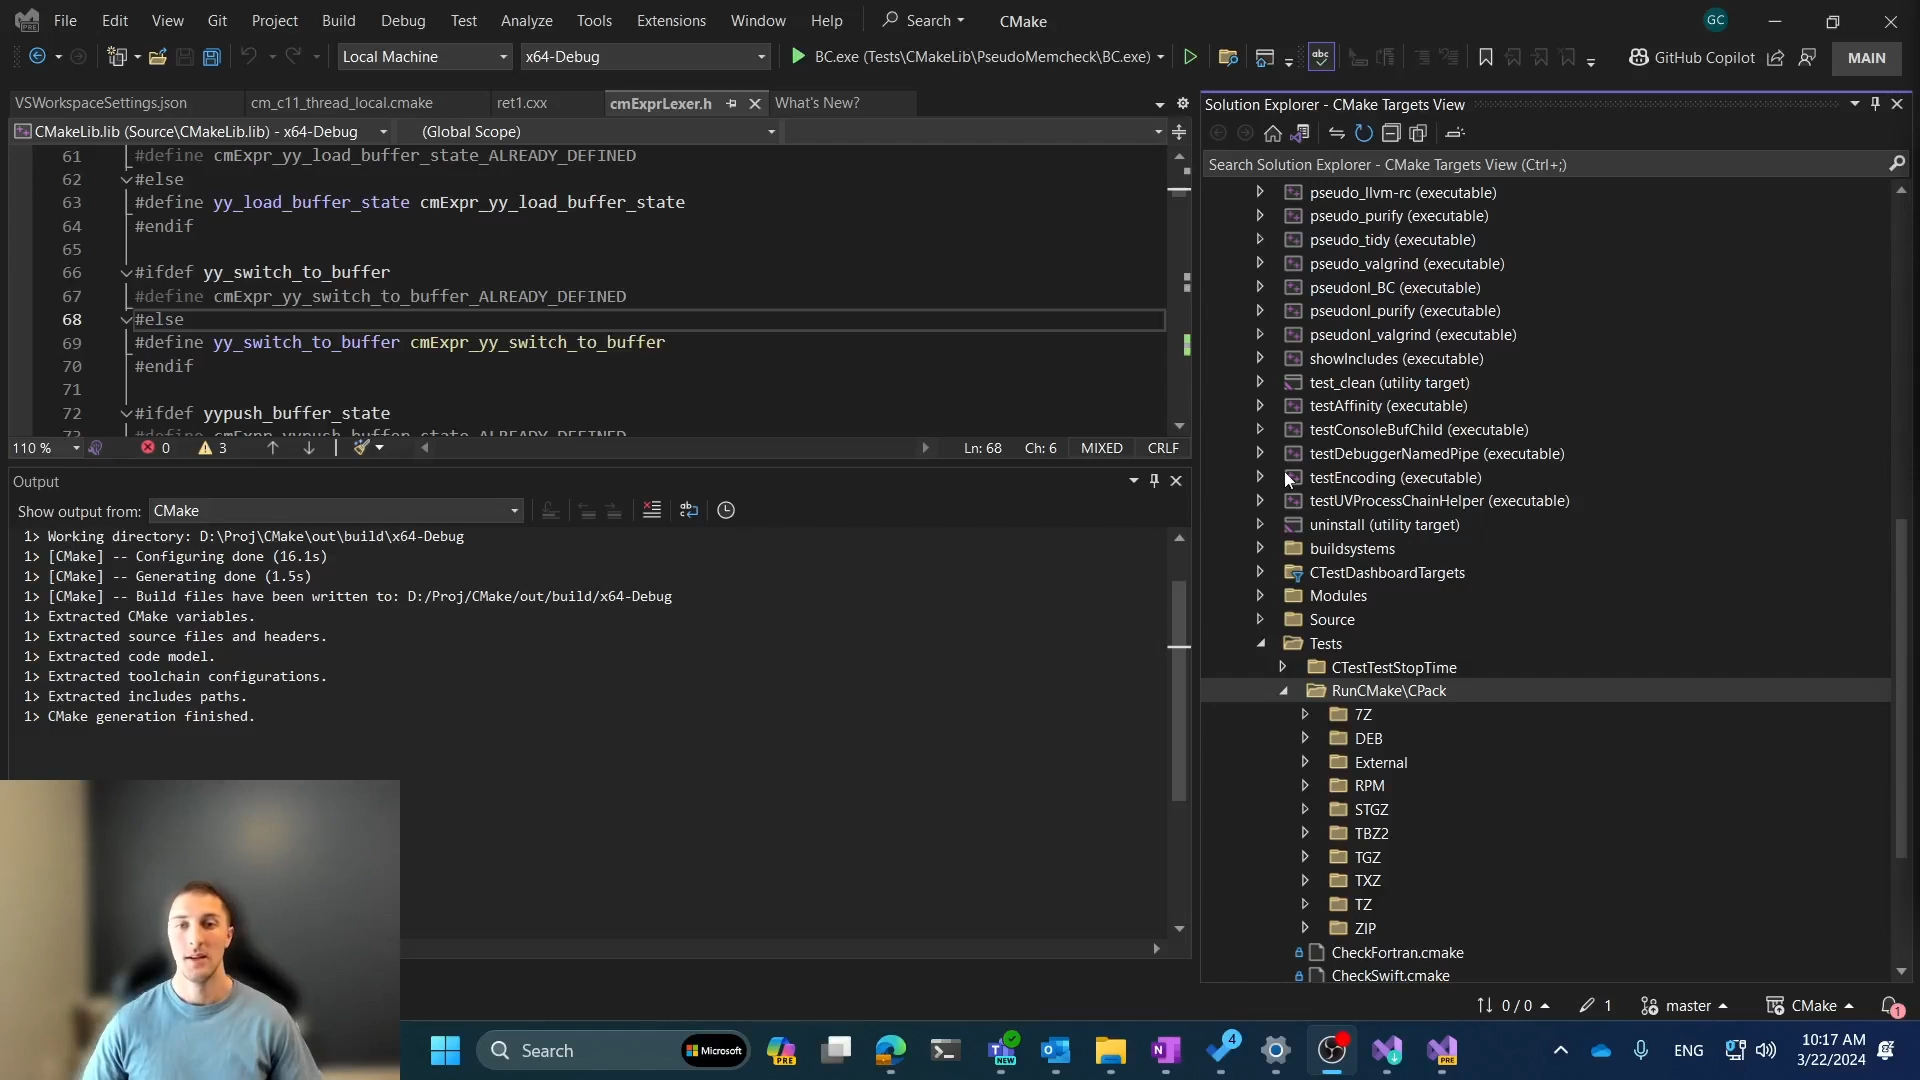 File Edit View Git Project Build Debug Test Analyze Tools Extensions Window Help Search CMake GC
Local Machine x64-Debug BC.exe (Tests\CMakeLib\PseudoMemcheck\BC.exe) abc GitHub Copilot MAIN
VSWorkspaceSettings.json cm_c11_thread_local.cmake ret1.cxx cmExprLexer.h What's New?
CMakeLib.lib (Source\CMakeLib.lib) - x64-Debug (Global Scope)
61 #define cmExpr_yy_load_buffer_state_ALREADY_DEFINED
62 #else
63 #define yy_load_buffer_state cmExpr_yy_load_buffer_state
64 #endif
65
66 #ifdef yy_switch_to_buffer
67 #define cmExpr_yy_switch_to_buffer_ALREADY_DEFINED
68 #else
69 #define yy_switch_to_buffer cmExpr_yy_switch_to_buffer
70 #endif
71
72 #ifdef yypush_buffer_state
73 #define cmExpr_yypush_buffer_state_ALREADY_DEFINED
110 % 0 3 Ln: 68 Ch: 6 MIXED CRLF
Output
Show output from: CMake
1> Working directory: D:\Proj\CMake\out\build\x64-Debug
1> [CMake] -- Configuring done (16.1s)
1> [CMake] -- Generating done (1.5s)
1> [CMake] -- Build files have been written to: D:/Proj/CMake/out/build/x64-Debug
1> Extracted CMake variables.
1> Extracted source files and headers.
1> Extracted code model.
1> Extracted toolchain configurations.
1> Extracted includes paths.
1> CMake generation finished.
Solution Explorer - CMake Targets View
Search Solution Explorer - CMake Targets View (Ctrl+;)
pseudo_llvm-rc (executable)
pseudo_purify (executable)
pseudo_tidy (executable)
pseudo_valgrind (executable)
pseudonl_BC (executable)
pseudonl_purify (executable)
pseudonl_valgrind (executable)
showIncludes (executable)
test_clean (utility target)
testAffinity (executable)
testConsoleBufChild (executable)
testDebuggerNamedPipe (executable)
testEncoding (executable)
testUVProcessChainHelper (executable)
uninstall (utility target)
buildsystems
CTestDashboardTargets
Modules
Source
Tests
CTestTestStopTime
RunCMake\CPack
7Z
DEB
External
RPM
STGZ
TBZ2
TGZ
TXZ
TZ
ZIP
CheckFortran.cmake
CheckSwift.cmake
0 / 0 1 master CMake 1
Search Microsoft PRE NEW 4 PRE ENG 10:17 AM
3/22/2024